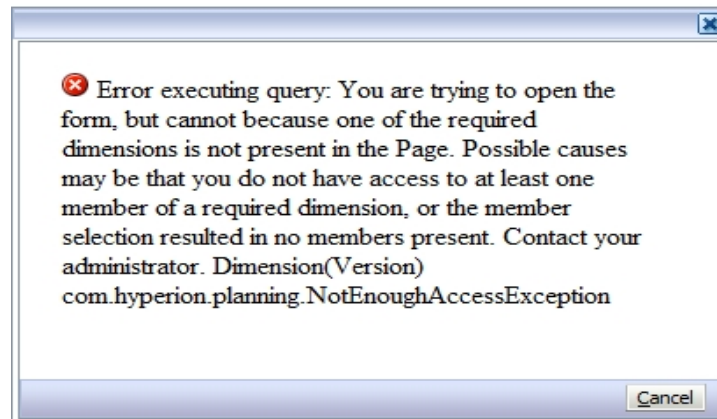 Error executing query: You are trying to open the
form, but cannot because one of the required
dimensions is not present in the Page. Possible causes
may be that you do not have access to at least one
member of a required dimension, or the member
selection resulted in no members present. Contact your
administrator. Dimension(Version)
com.hyperion.planning.NotEnoughAccessException
Cancel